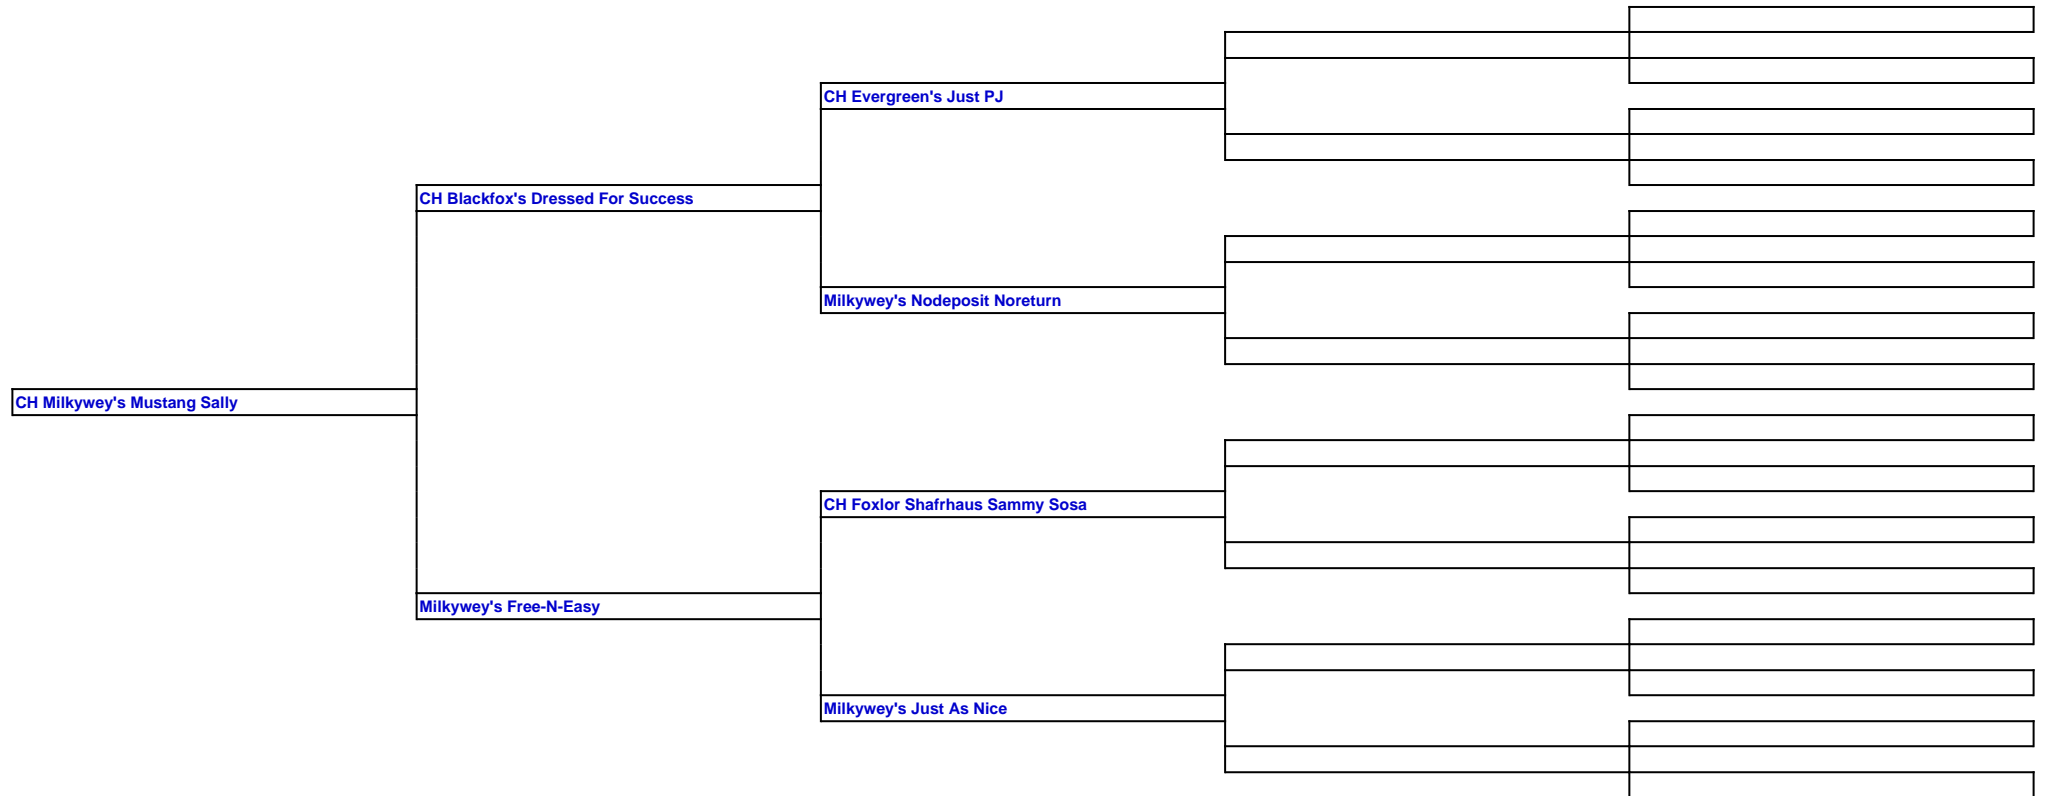 CH Evergreen's Just PJ
CH Blackfox's Dressed For Success
Milkywey's Nodeposit Noreturn
CH Milkywey's Mustang Sally
CH Foxlor Shafrhaus Sammy Sosa
Milkywey's Free-N-Easy
Milkywey's Just As Nice